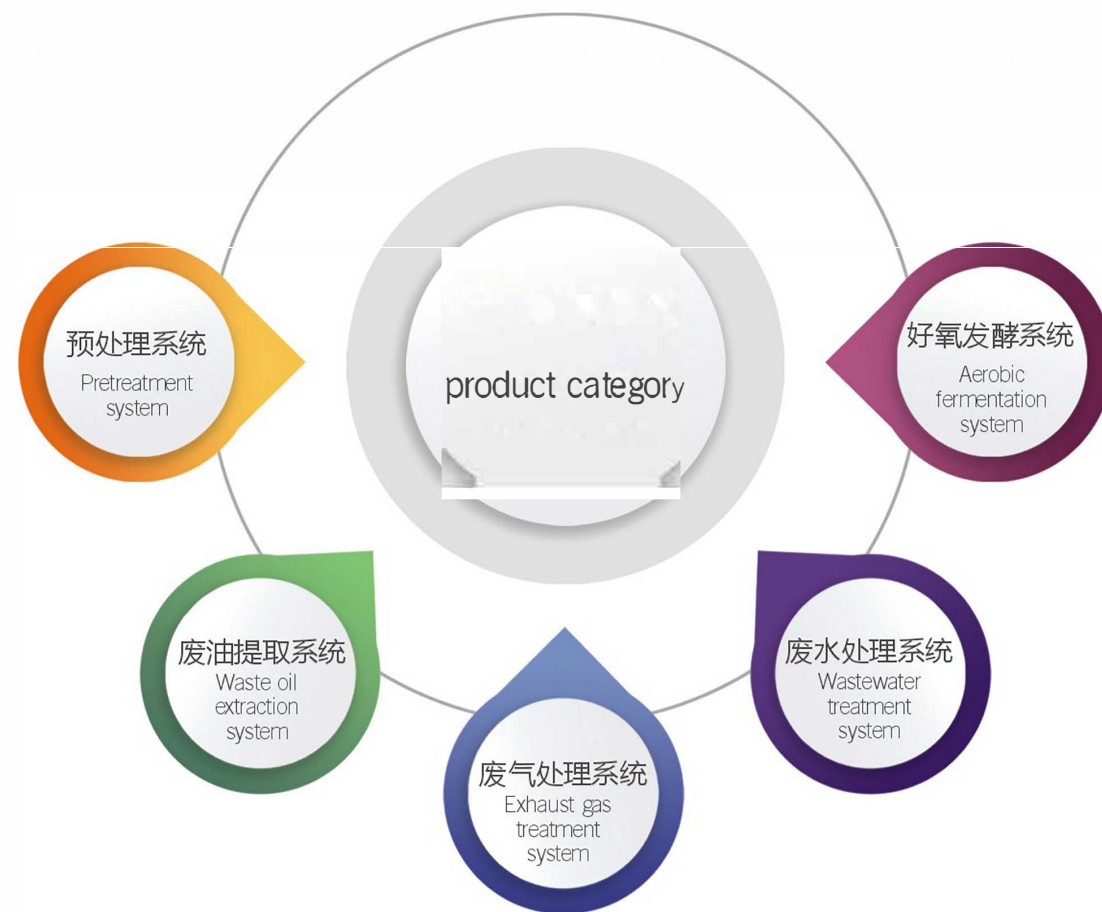 product category
预处理系统
Pretreatment
system
好氧发酵系统
Aerobic
fermentation
system
废油提取系统
Waste oil
extraction
system
废水处理系统
Wastewater
treatment
system
废气处理系统
Exhaust gas
treatment
system